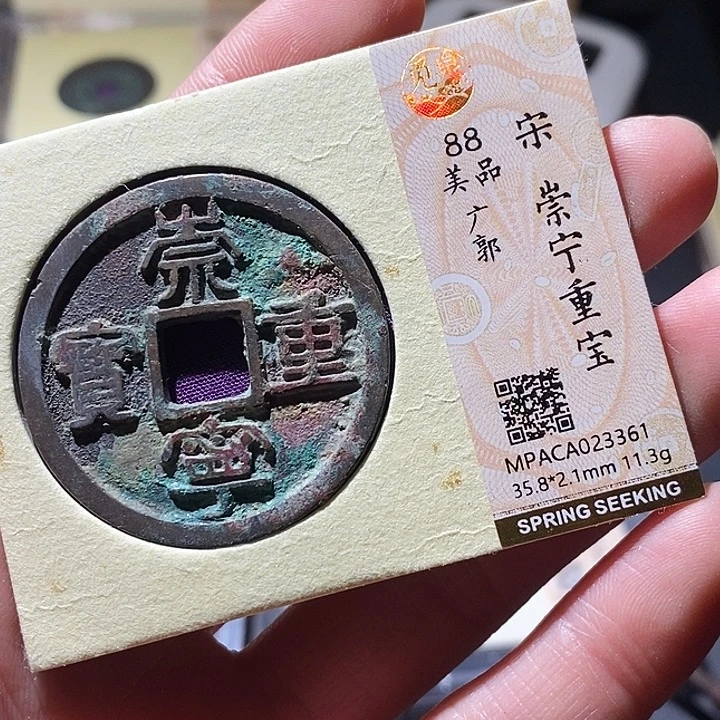 崇
重
寧
寶
宋 崇宁重宝
88
美品
广郭
MPACA023361
35.8*2.1mm 11.3g
SPRING SEEKING